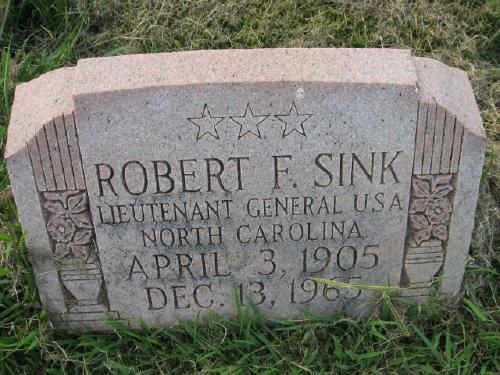 ROBERT F. SINK
LIEUTENANT GENERAL USA
NORTH CAROLINA
APRIL 3, 1905
DEC. 13, 1965